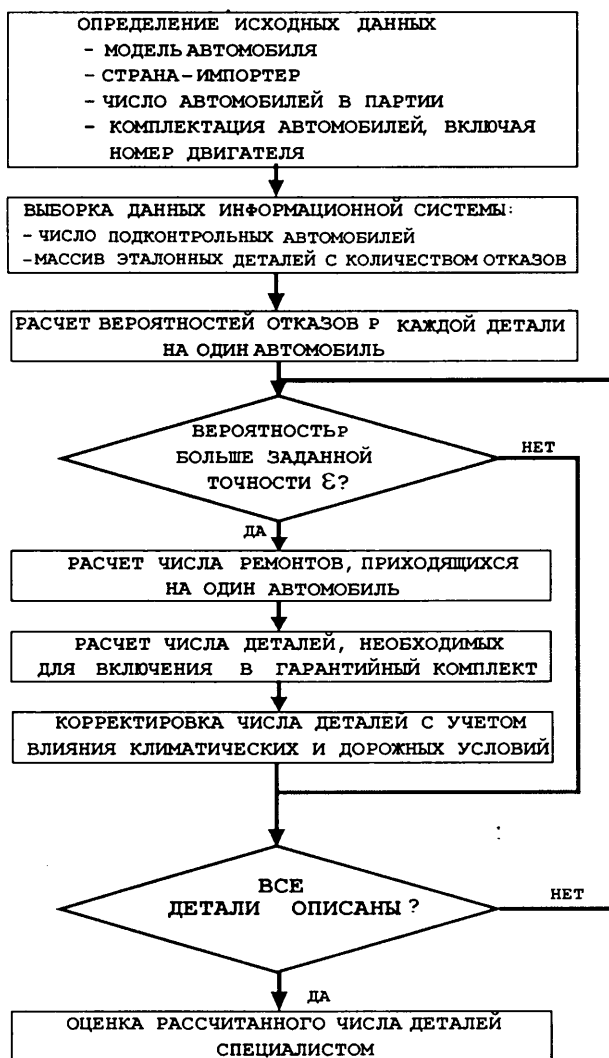 ОПРЕДЕЛЕНИЕ ИСХОДНЫХ ДАННЫХ
- МОДЕЛЬ АВТОМОБИЛЯ
- СТРАНА-ИМПОРТЕР
- ЧИСЛО АВТОМОБИЛЕЙ В ПАРТИИ
- КОМПЛЕКТАЦИЯ АВТОМОБИЛЕЙ, ВКЛЮЧАЯ
НОМЕР ДВИГАТЕЛЯ
ВЫБОРКА ДАННЫХ ИНФОРМАЦИОННОЙ СИСТЕМЫ:
- ЧИСЛО ПОДКОНТРОЛЬНЫХ АВТОМОБИЛЕЙ
-МАССИВ ЭТАЛОННЫХ ДЕТАЛЕЙ С КОЛИЧЕСТВОМ ОТКАЗОВ
РАСЧЕТ ВЕРОЯТНОСТЕЙ ОТКАЗОВ Р КАЖДОЙ ДЕТАЛИ
НА ОДИН АВТОМОБИЛЬ
ВЕРОЯТНОСТЬР
БОЛЬШЕ ЗАДАННОЙ
ТОЧНОСТИ Ɛ?
НЕТ
ДА
РАСЧЕТ ЧИСЛА РЕМОНТОВ, ПРИХОДЯЩИХСЯ
НА ОДИН АВТОМОБИЛЬ
РАСЧЕТ ЧИСЛА ДЕТАЛЕЙ, НЕОБХОДИМЫХ
ДЛЯ ВКЛЮЧЕНИЯ В ГАРАНТИЙНЫЙ КОМПЛЕКТ
КОРРЕКТИРОВКА ЧИСЛА ДЕТАЛЕЙ С УЧЕТОМ
ВЛИЯНИЯ КЛИМАТИЧЕСКИХ И ДОРОЖНЫХ УСЛОВИЙ
ВСЕ
ДЕТАЛИ ОПИСАНЫ?
НЕТ
ДА
ОЦЕНКА РАССЧИТАННОГО ЧИСЛА ДЕТАЛЕЙ
СПЕЦИАЛИСТОМ